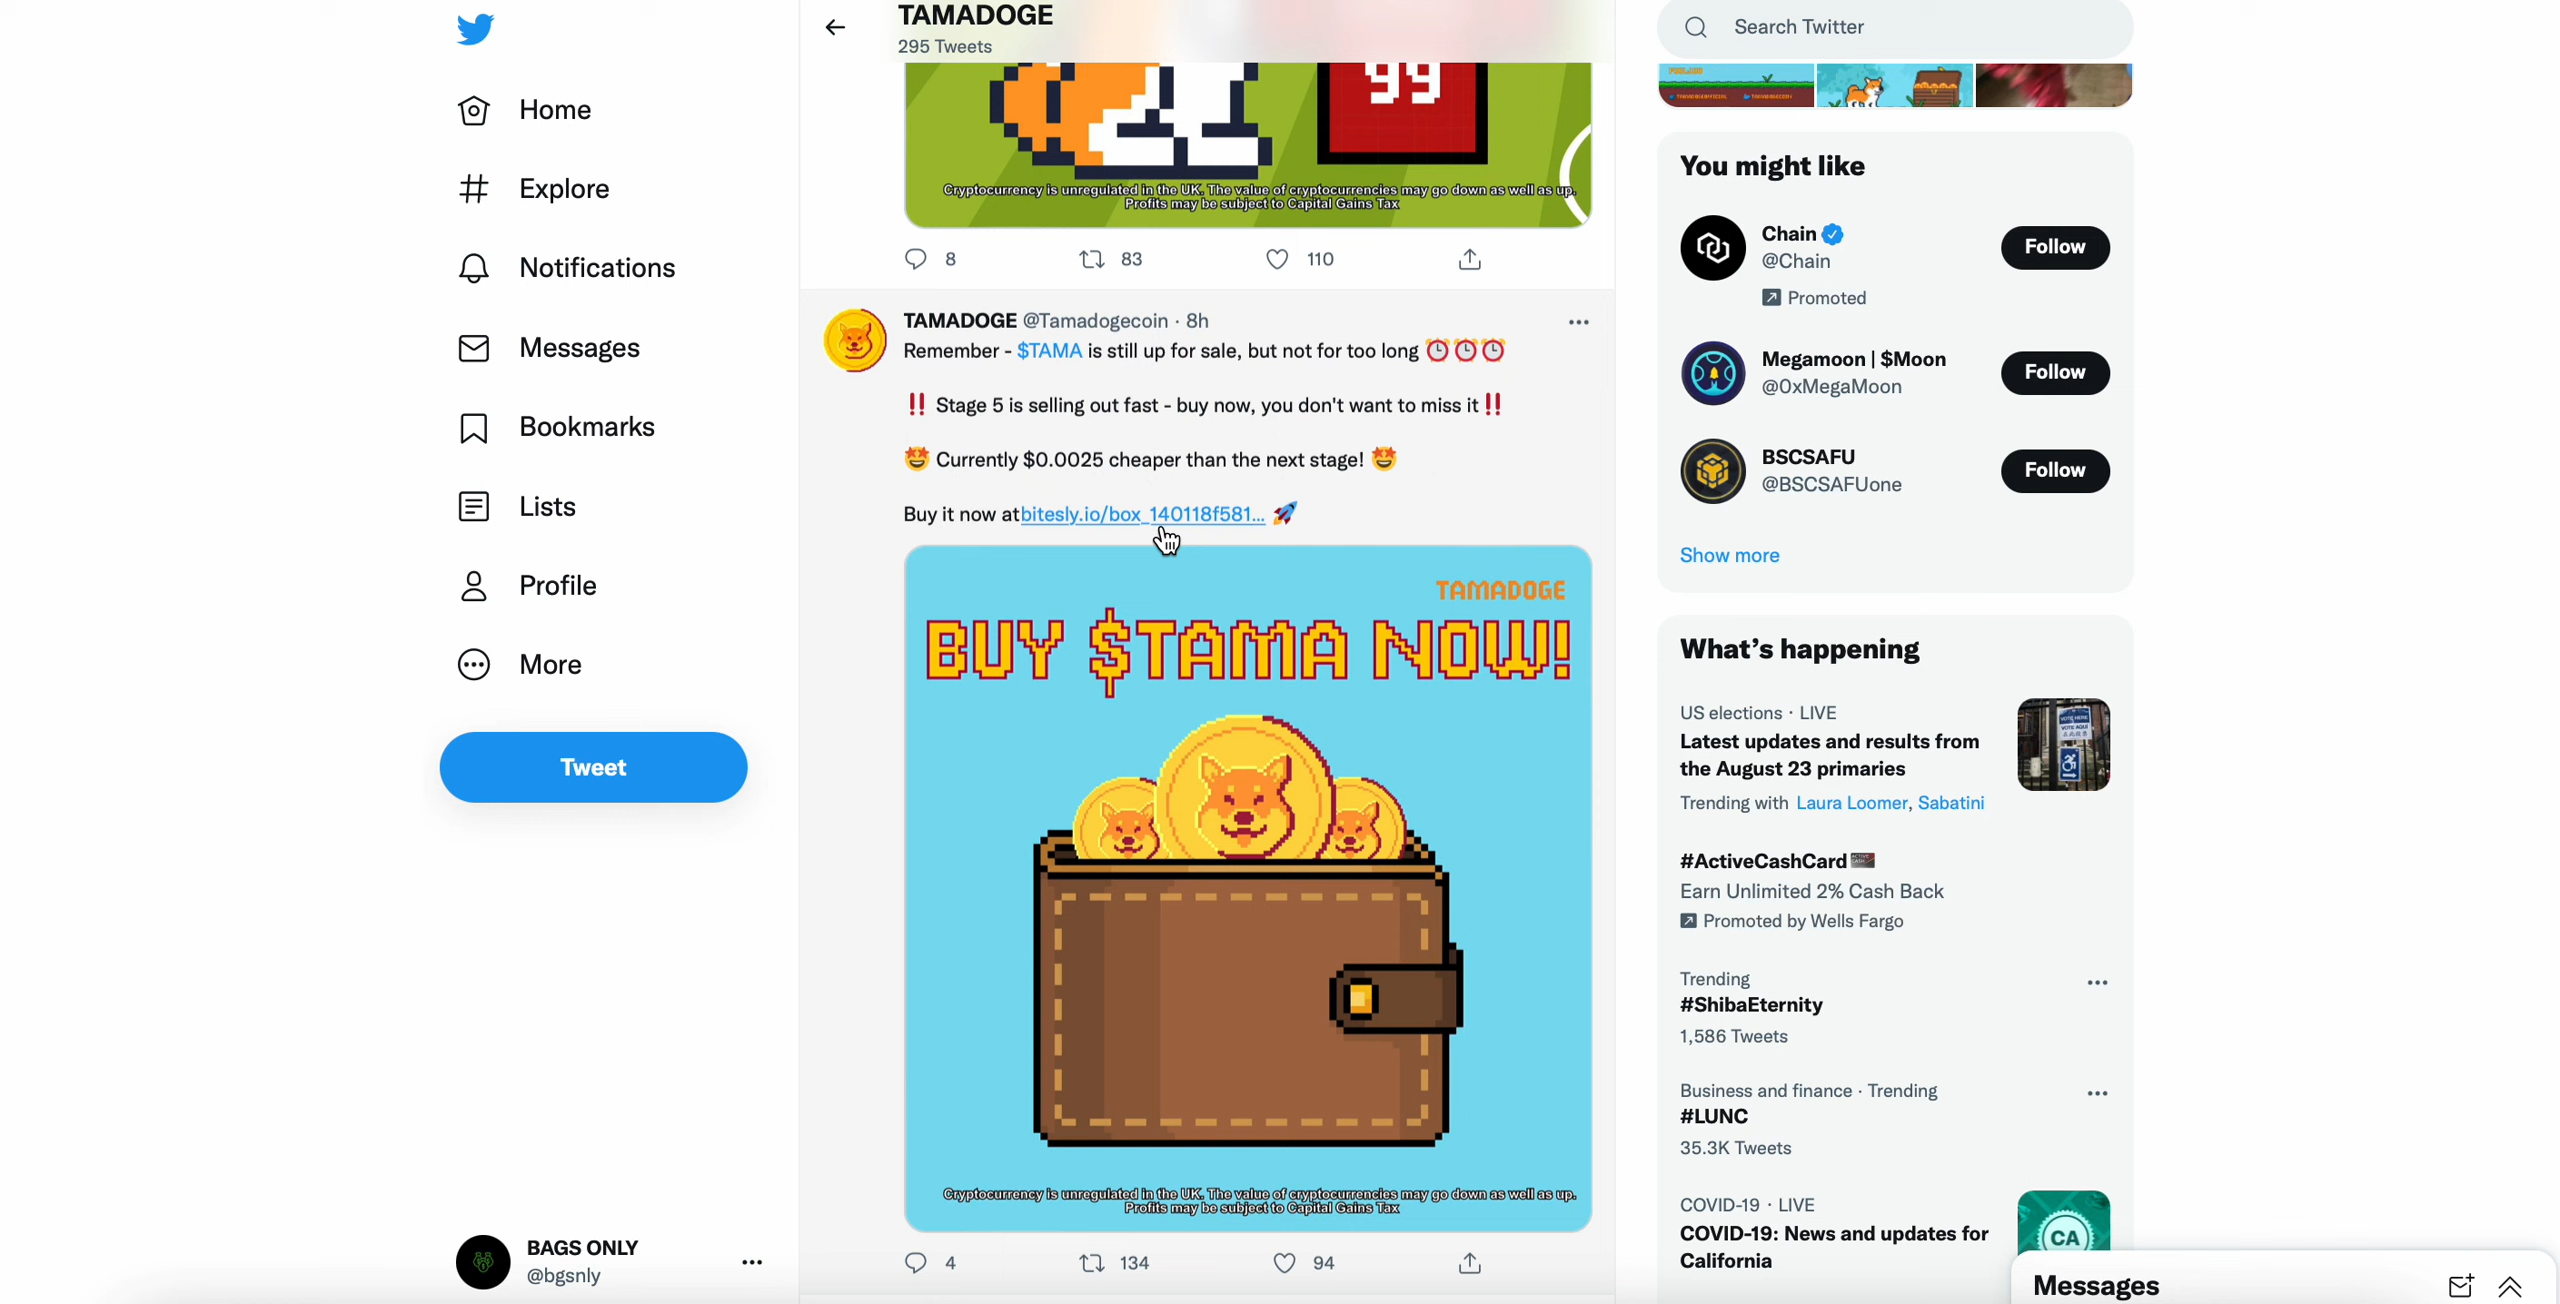 Home
Explore
Notifications
Messages
Bookmarks
Lists
Profile
More
Tweet
BAGS ONLY
@bgsnly
TAMADOGE
295 Tweets
99
Cryptocurrency is unregulated in the UK. The value of cryptocurrencies may go down as well as up.
Profits may be subject to Capital Gains Tax
8 83 110
TAMADOGE @Tamadogecoin · 8h
Remember - $TAMA is still up for sale, but not for too long ⏰⏰⏰
‼️ Stage 5 is selling out fast - buy now, you don't want to miss it ‼️
🤩 Currently $0.0025 cheaper than the next stage! 🤩
Buy it now at bitesly.io/box_140118f581... 🚀
TAMADOGE
BUY $TAMA NOW!
Cryptocurrency is unregulated in the UK. The value of cryptocurrencies may go down as well as up.
Profits may be subject to Capital Gains Tax
4 134 94
Search Twitter
You might like
Chain
@Chain
Promoted
Follow
Megamoon | $Moon
@0xMegaMoon
Follow
BSCSAFU
@BSCSAFUone
Follow
Show more
What's happening
US elections · LIVE
Latest updates and results from
the August 23 primaries
Trending with Laura Loomer, Sabatini
VOTE HERE
VOTE AQUÍ
#ActiveCashCard
Earn Unlimited 2% Cash Back
Promoted by Wells Fargo
Trending
#ShibaEternity
1,586 Tweets
Business and finance · Trending
#LUNC
35.3K Tweets
COVID-19 · LIVE
COVID-19: News and updates for
California
CA
Messages